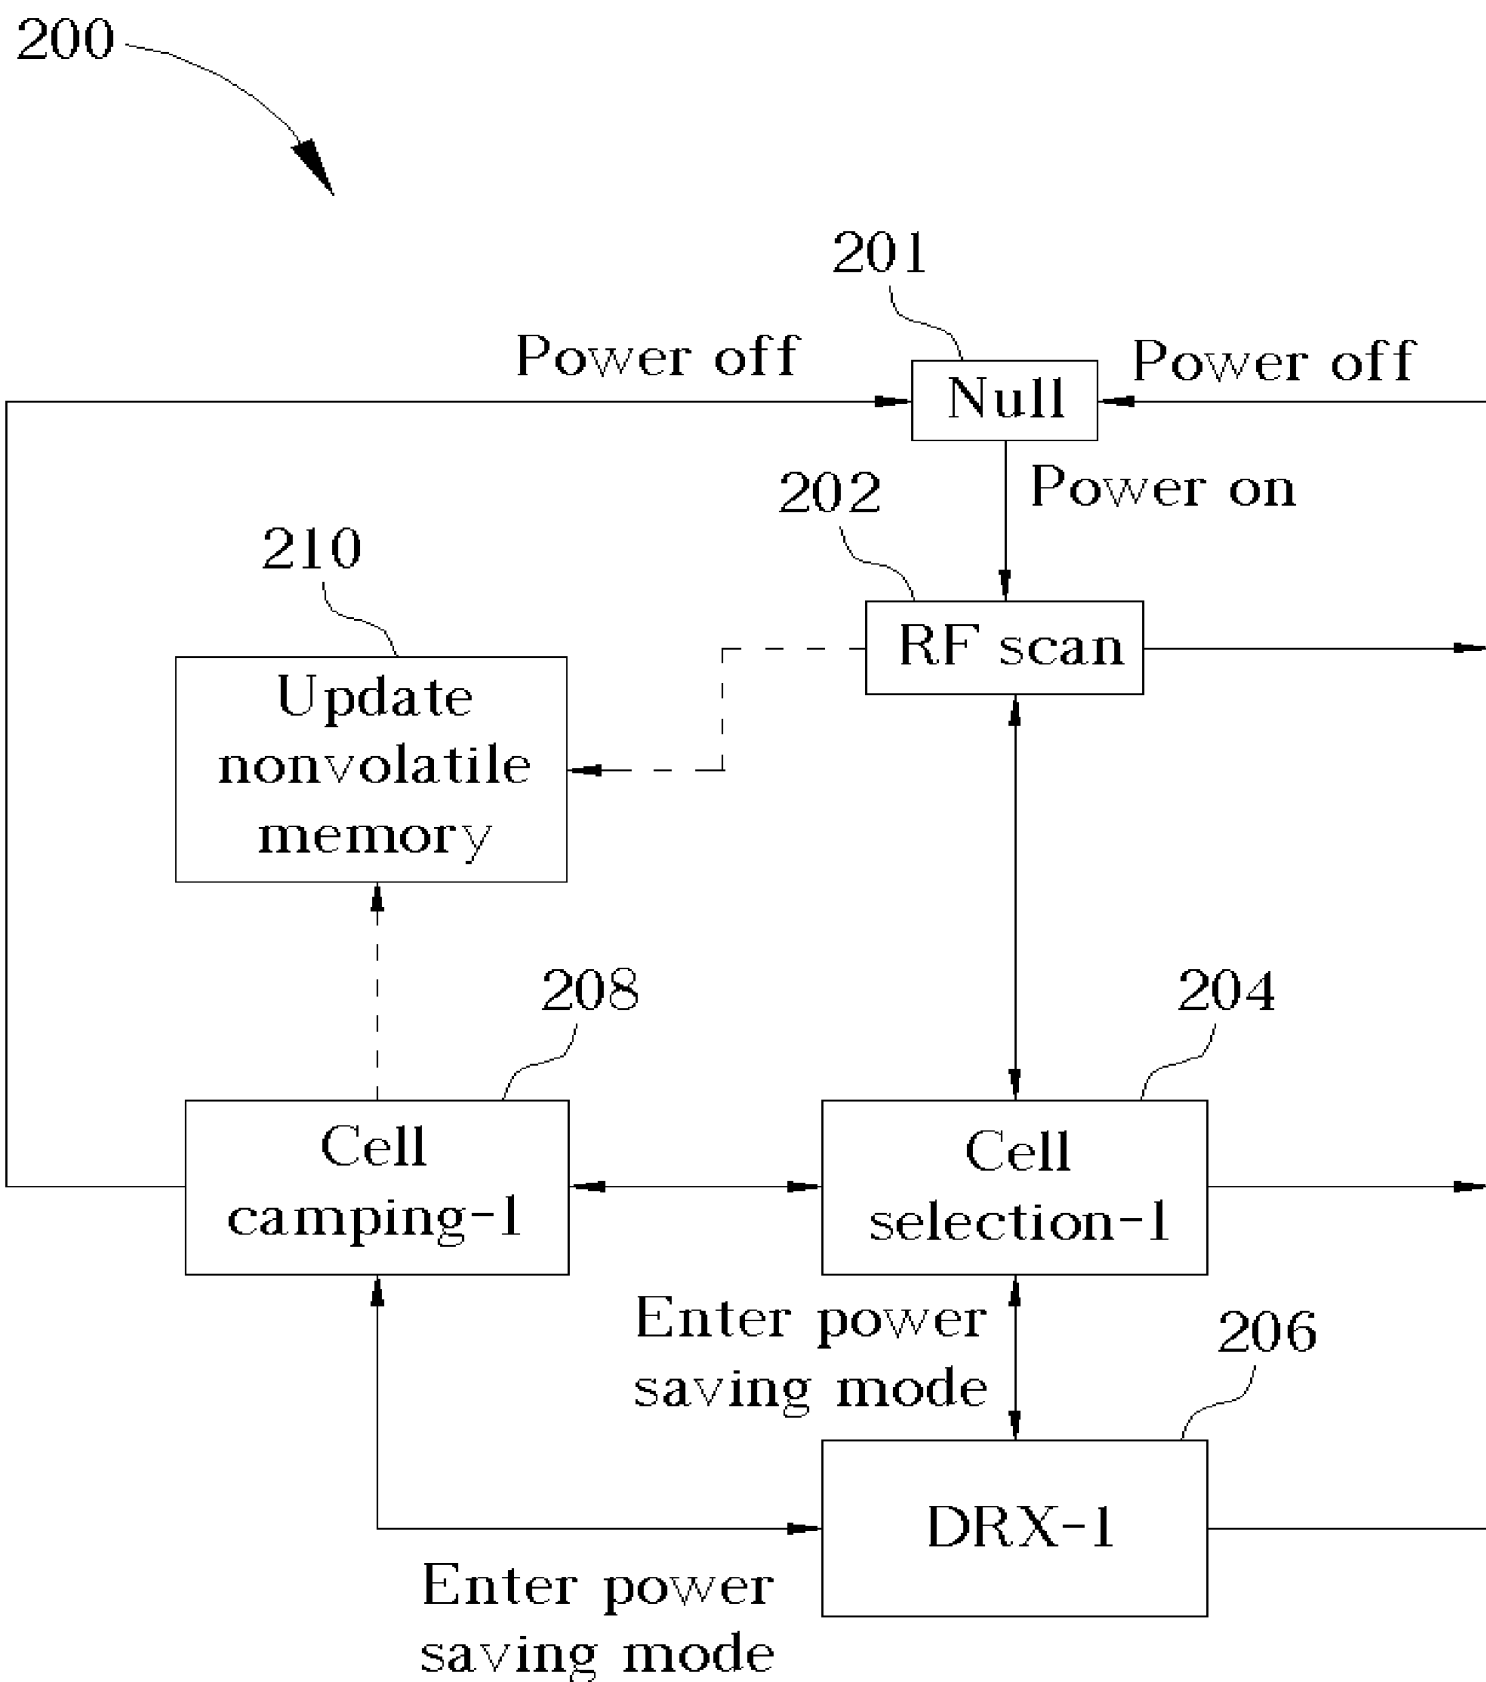 200
201
Power off
Null
Power off
202
Power on
210
RF scan
Update
nonvolatile
memory
208
204
Cell
camping-1
Cell
selection-1
Enter power
saving mode
206
DRX-1
Enter power
saving mode